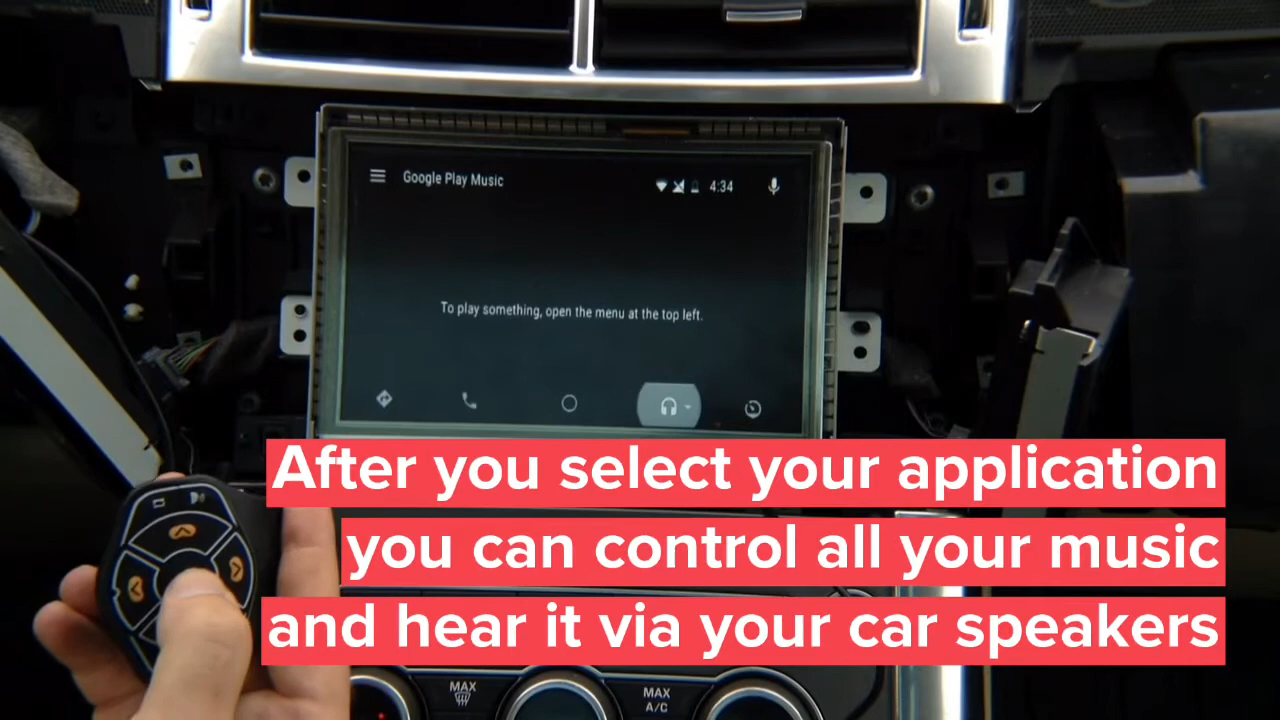 Google Play Music
4:34
To play something, open the menu at the top left.
After you select your application
you can control all your music
and hear it via your car speakers
MAX
MAX
A/C